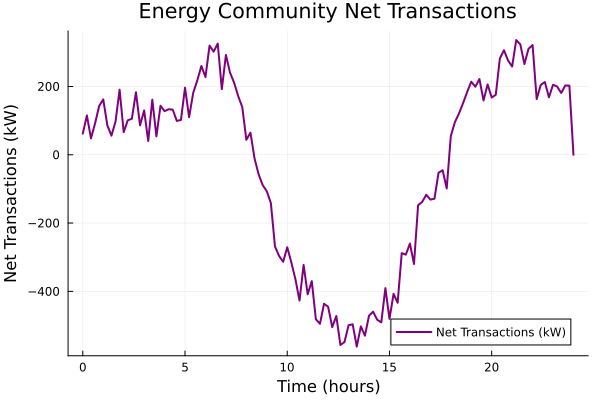 Energy Community Net Transactions
Net Transactions (kW)
200
0
−200
−400
0
5
10
15
20
Time (hours)
Net Transactions (kW)